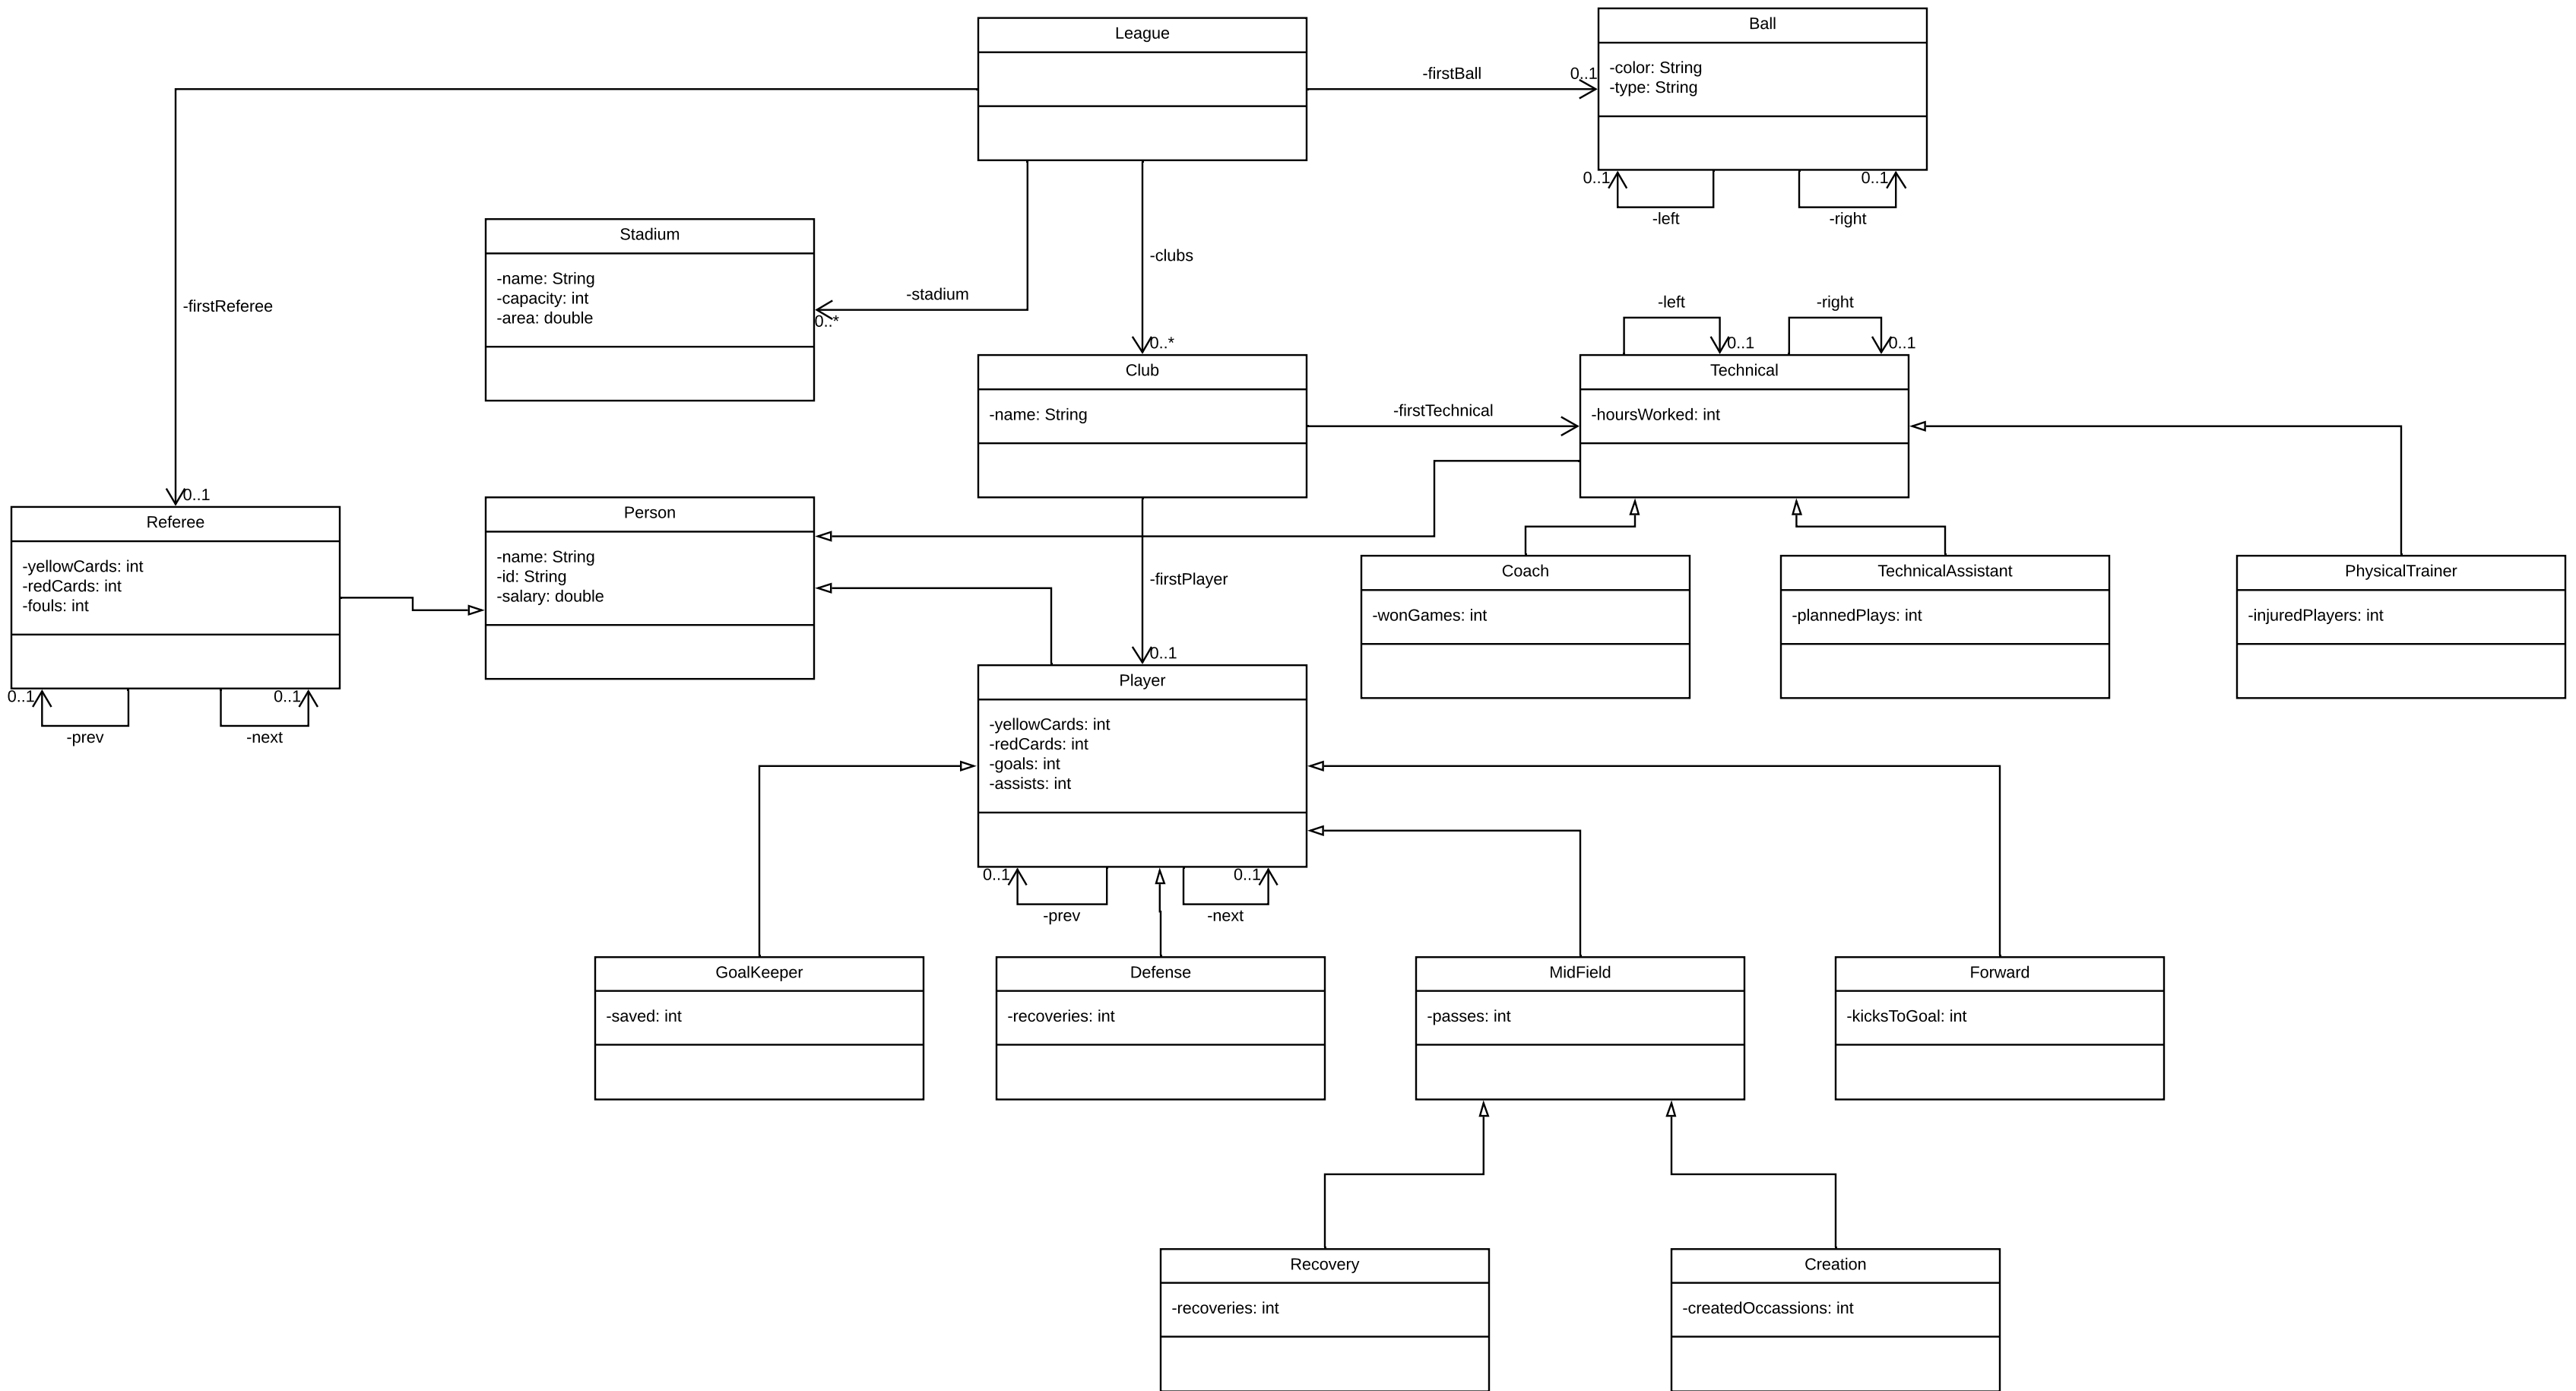 League
Ball
-color: String
-type: String
-firstBall
0..1
0..1
-left
0..1
-right
-firstReferee
0..1
Stadium
-name: String
-capacity: int
-area: double
-stadium
0..*
-clubs
0..*
Club
-name: String
-firstTechnical
-left
0..1
-right
0..1
Technical
-hoursWorked: int
Referee
-yellowCards: int
-redCards: int
-fouls: int
0..1
-prev
0..1
-next
Person
-name: String
-id: String
-salary: double
-firstPlayer
0..1
Coach
-wonGames: int
TechnicalAssistant
-plannedPlays: int
PhysicalTrainer
-injuredPlayers: int
Player
-yellowCards: int
-redCards: int
-goals: int
-assists: int
0..1
-prev
0..1
-next
GoalKeeper
-saved: int
Defense
-recoveries: int
MidField
-passes: int
Forward
-kicksToGoal: int
Recovery
-recoveries: int
Creation
-createdOccassions: int